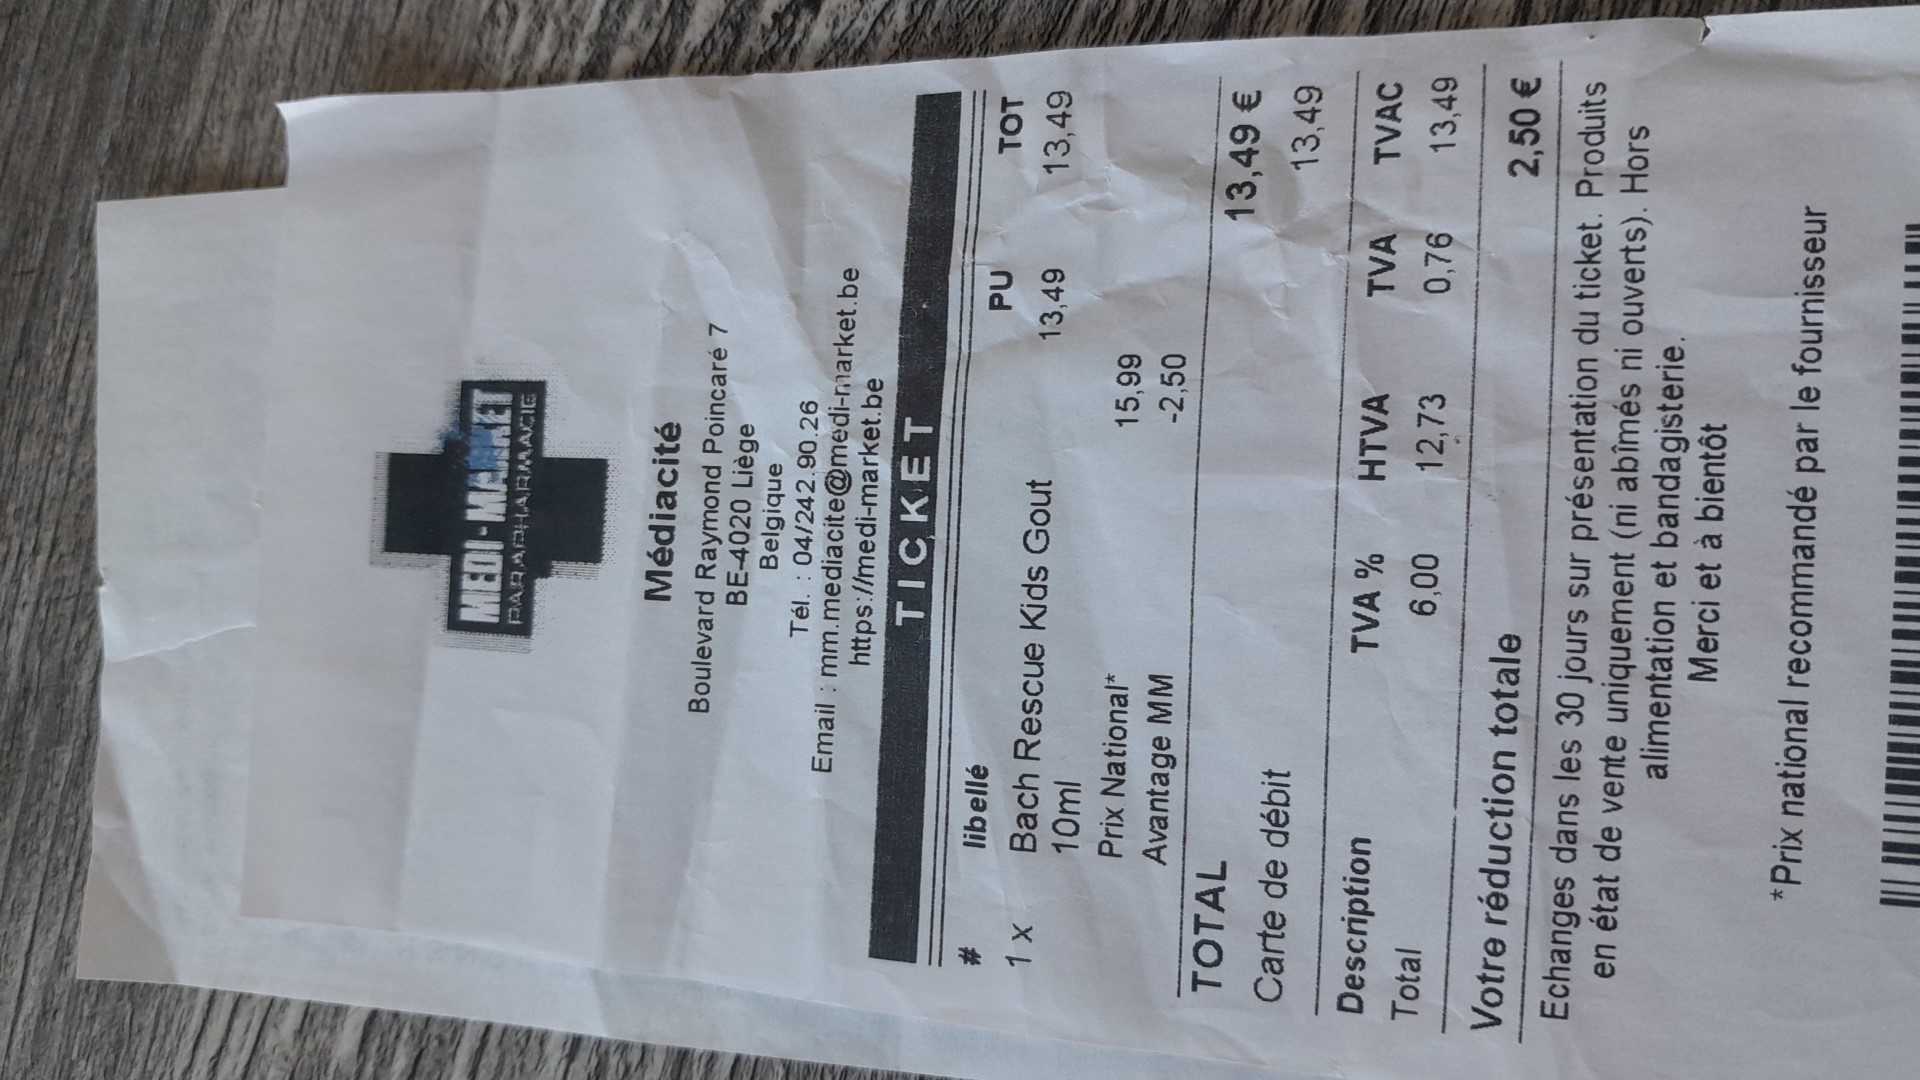 MEDI-MARKET
PARAPHARMACIE
Médiacité
Boulevard Raymond Poincaré 7
BE-4020 Liège
Belgique
Tél. : 04/242.90.26
Email : mm.mediacite@medi-market.be
https://medi-market.be
TICKET
# libellé PU TOT
1 x Bach Rescue Kids Gout 13,49 13,49
10ml
Prix National* 15,99
Avantage MM -2,50
TOTAL 13,49 €
Carte de débit 13,49
Description TVA % HTVA TVA TVAC
Total 6,00 12,73 0,76 13,49
Votre réduction totale 2,50 €
Echanges dans les 30 jours sur présentation du ticket. Produits
en état de vente uniquement (ni abîmés ni ouverts). Hors
alimentation et bandagisterie.
Merci et à bientôt
*Prix national recommandé par le fournisseur